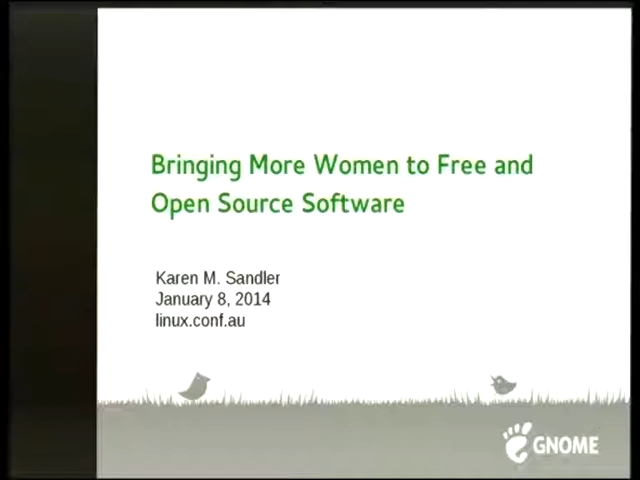 Bringing More Women to Free and
Open Source Software
Karen M. Sandler
January 8, 2014
linux.conf.au
GNOME